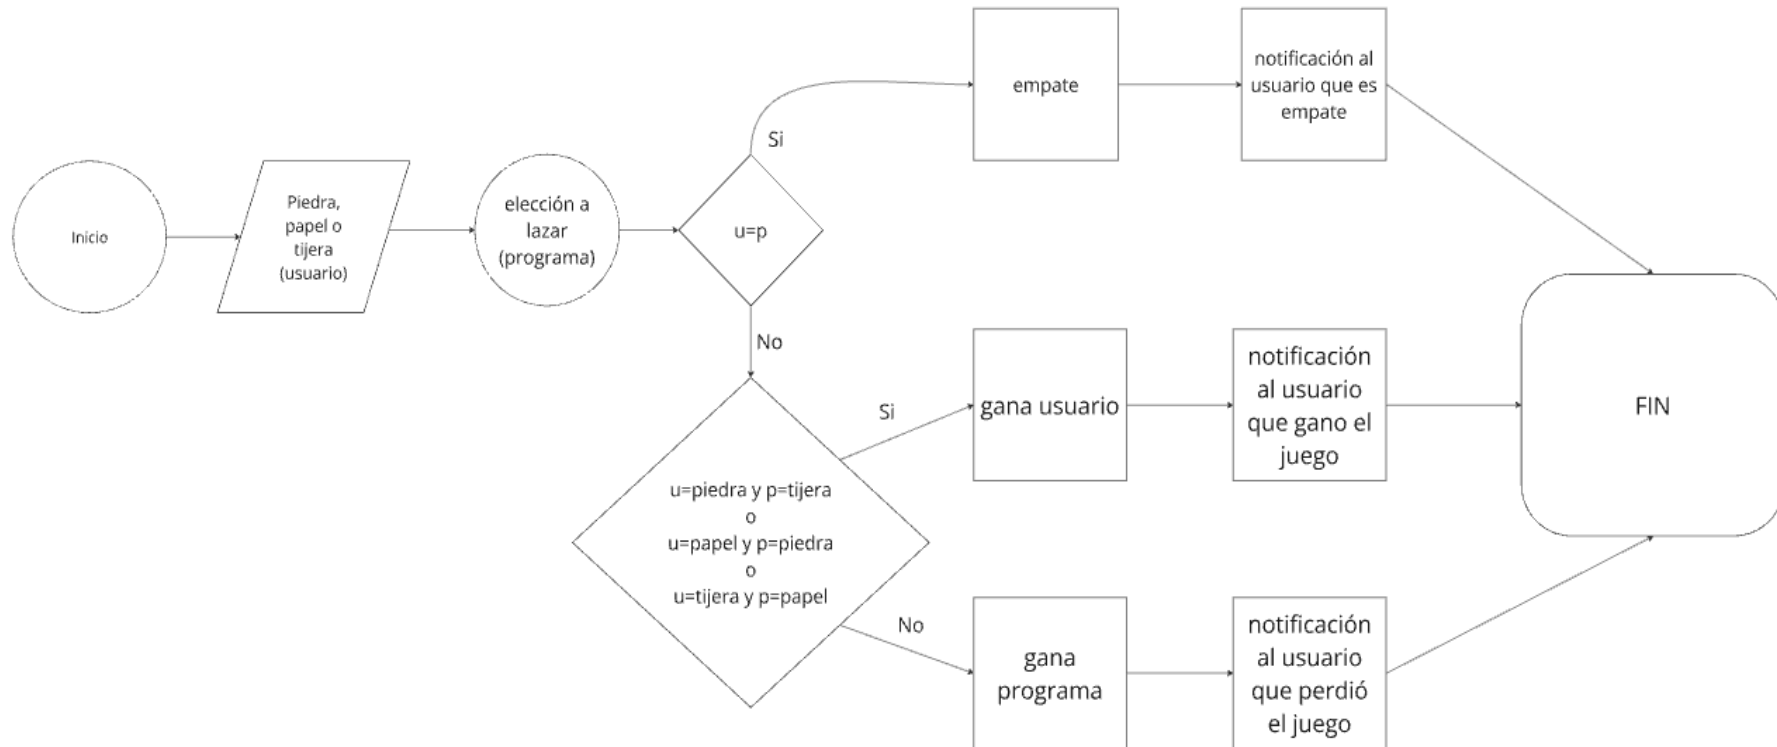 Inicio
Piedra,
papel o
tijera
(usuario)
elección a
lazar
(programa)
u=p
Si
empate
notificación al
usuario que es
empate
No
u=piedra y p=tijera
o
u=papel y p=piedra
o
u=tijera y p=papel
Si
gana usuario
notificación
al usuario
que gano el
juego
No
gana
programa
notificación
al usuario
que perdió
el juego
FIN